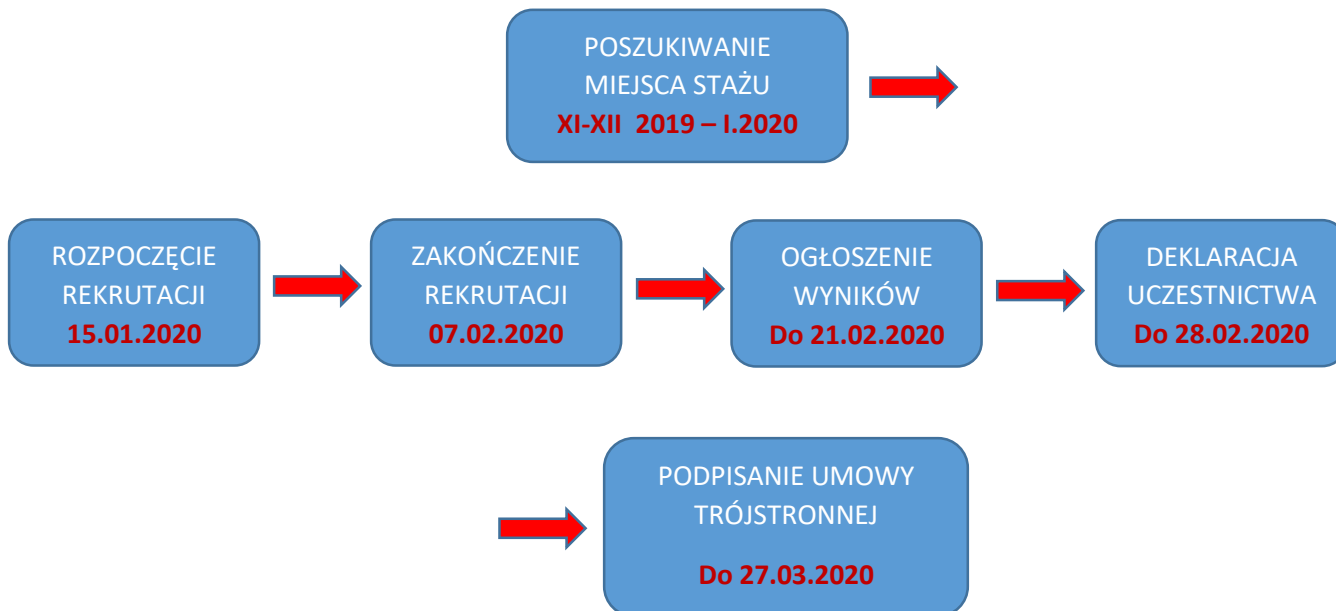 POSZUKIWANIE
MIEJSCA STAŻU
XI-XII 2019 – I.2020
ROZPOCZĘCIE
REKRUTACJI
15.01.2020
ZAKOŃCZENIE
REKRUTACJI
07.02.2020
OGŁOSZENIE
WYNIKÓW
Do 21.02.2020
DEKLARACJA
UCZESTNICTWA
Do 28.02.2020
PODPISANIE UMOWY
TRÓJSTRONNEJ
Do 27.03.2020